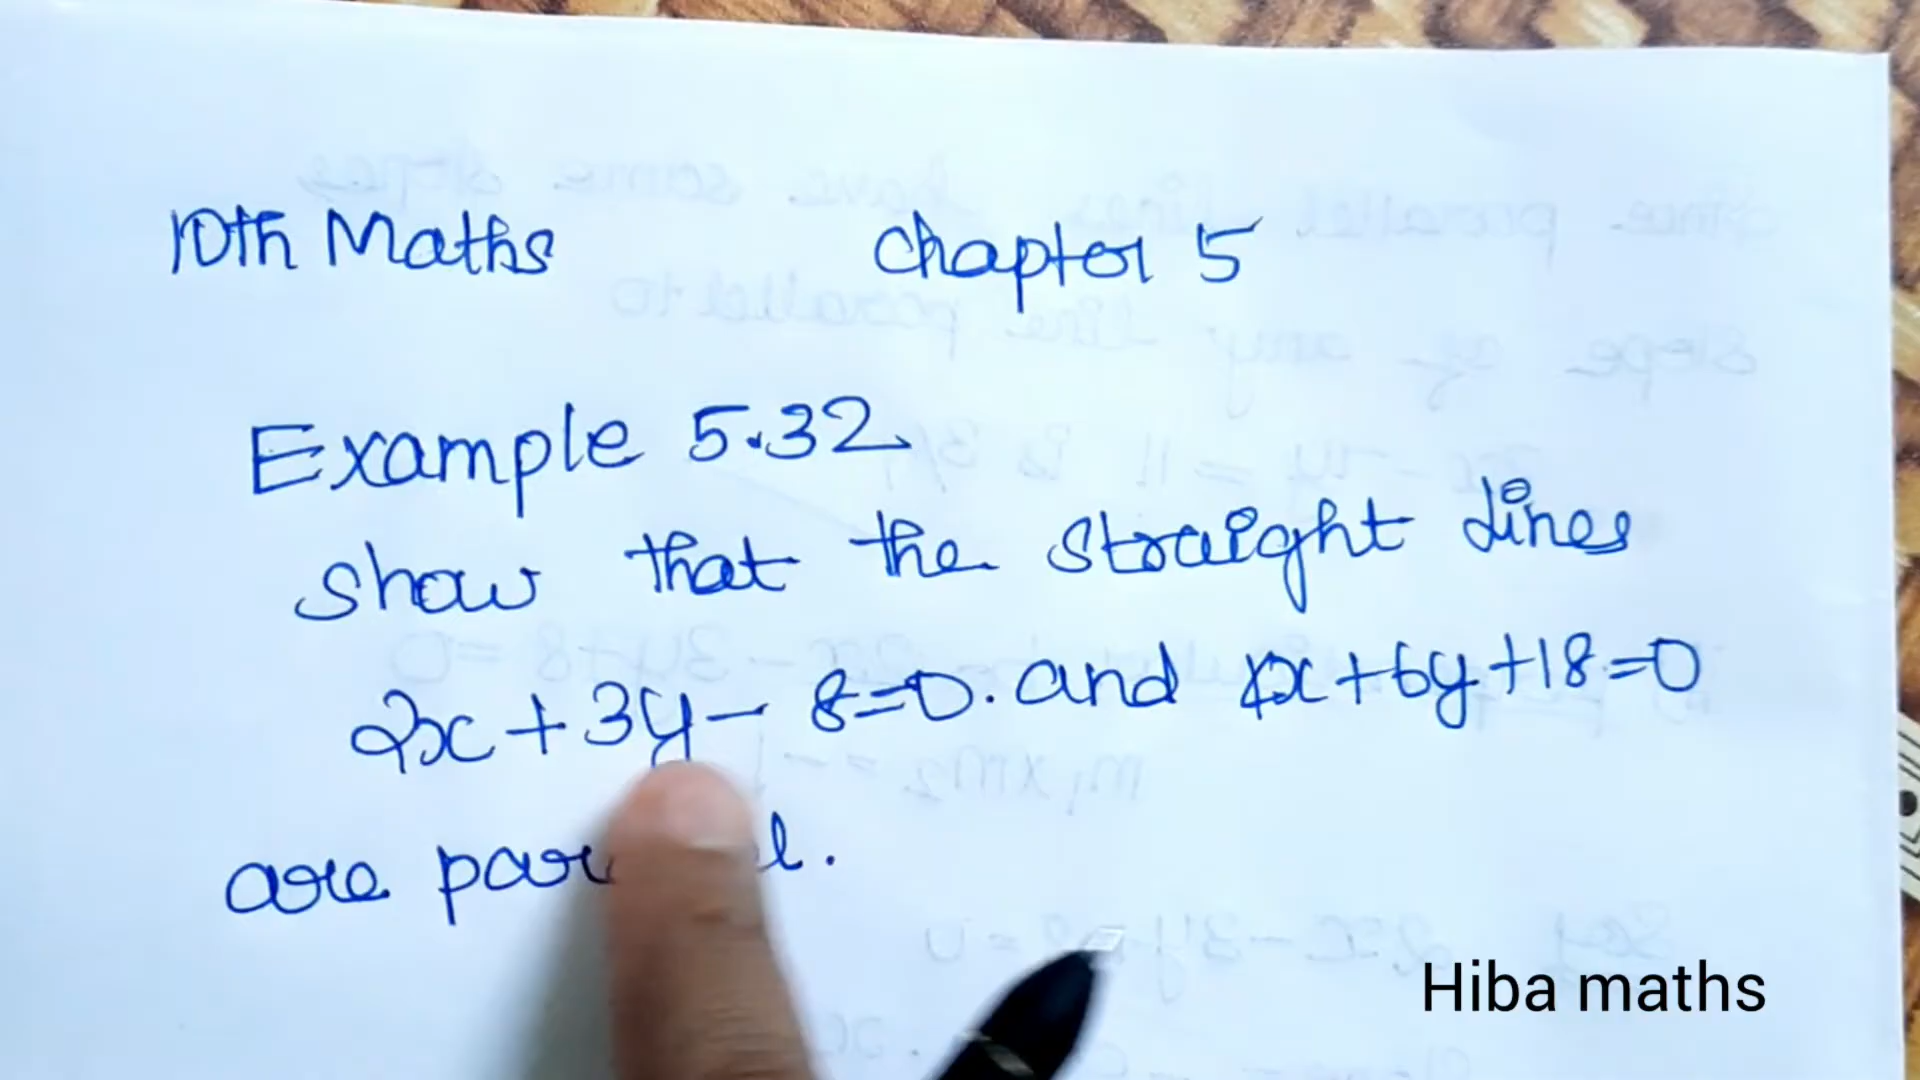 10th Maths Chapter 5
Example 5.32
show that the straight lines
2x + 3y - 8=0. and 4x+6y+18=0
are
Hiba maths